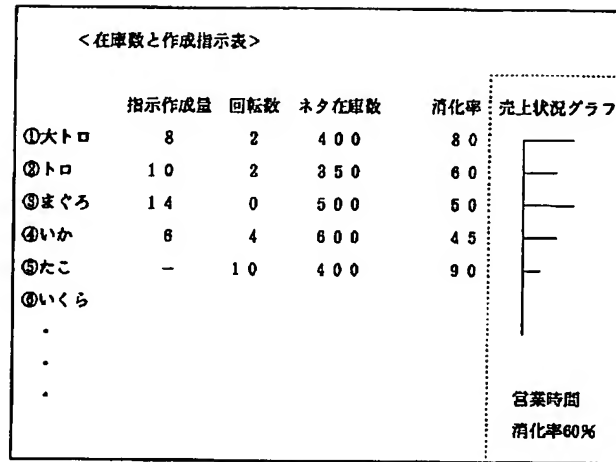 <在庫数と作成指示表>
指示作成量 回転数 ネタ在庫数 消化率 売上状況グラフ
①大トロ 8 2 400 80
②トロ 10 2 350 60
③まぐろ 14 0 500 50
④いか 6 4 600 45
⑤たこ － 10 400 90
⑥いくら
・
・
・
営業時間
消化率60%